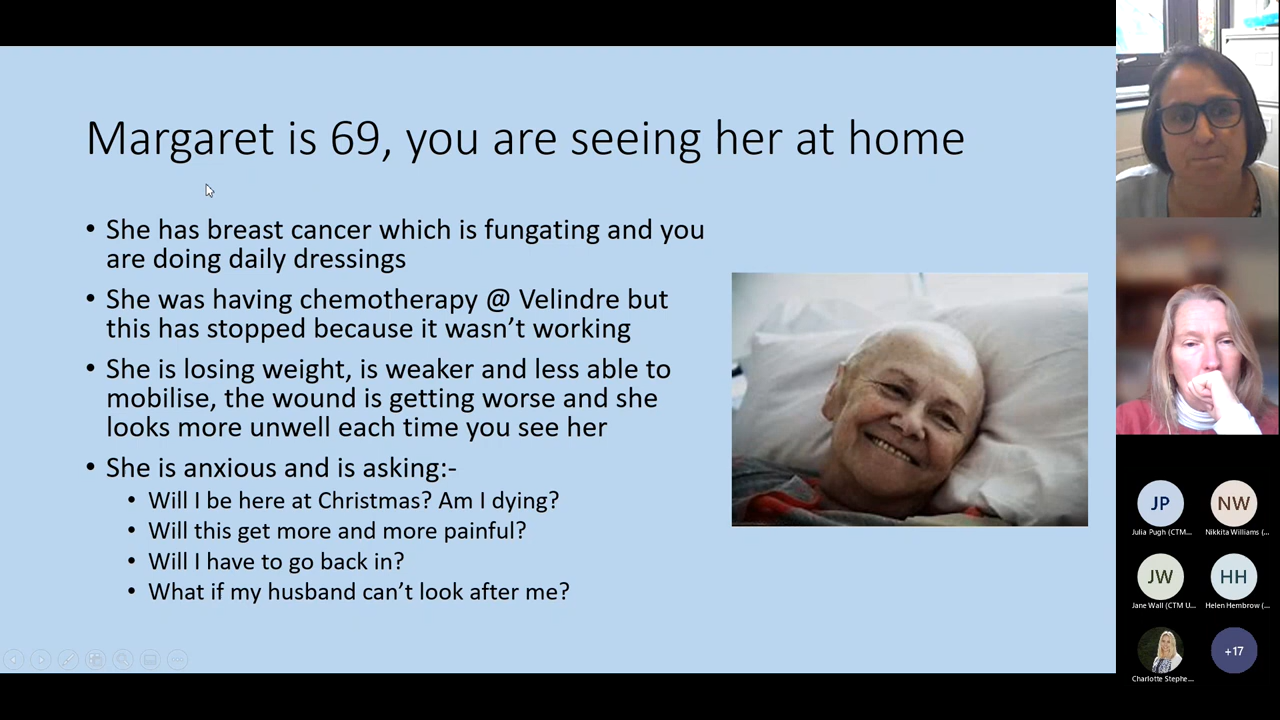 Margaret is 69, you are seeing her at home
• She has breast cancer which is fungating and you
are doing daily dressings
• She was having chemotherapy @ Velindre but
this has stopped because it wasn’t working
• She is losing weight, is weaker and less able to
mobilise, the wound is getting worse and she
looks more unwell each time you see her
• She is anxious and is asking:-
• Will I be here at Christmas? Am I dying?
• Will this get more and more painful?
• Will I have to go back in?
• What if my husband can’t look after me?
JP
NW
Julia Pugh (CTM...
Nikkita Williams (...
JW
HH
Jane Wall (CTM U...
Helen Hembrow (...
+17
Charlotte Stephe...